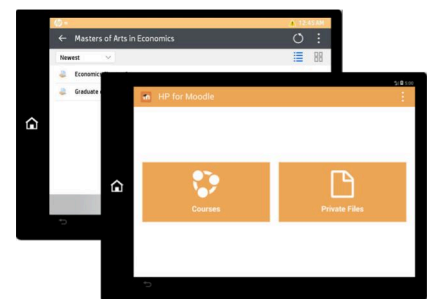 12:45 AM
Masters of Arts in Economics
Newest
Economics
Graduate
HP for Moodle
Courses
Private Files